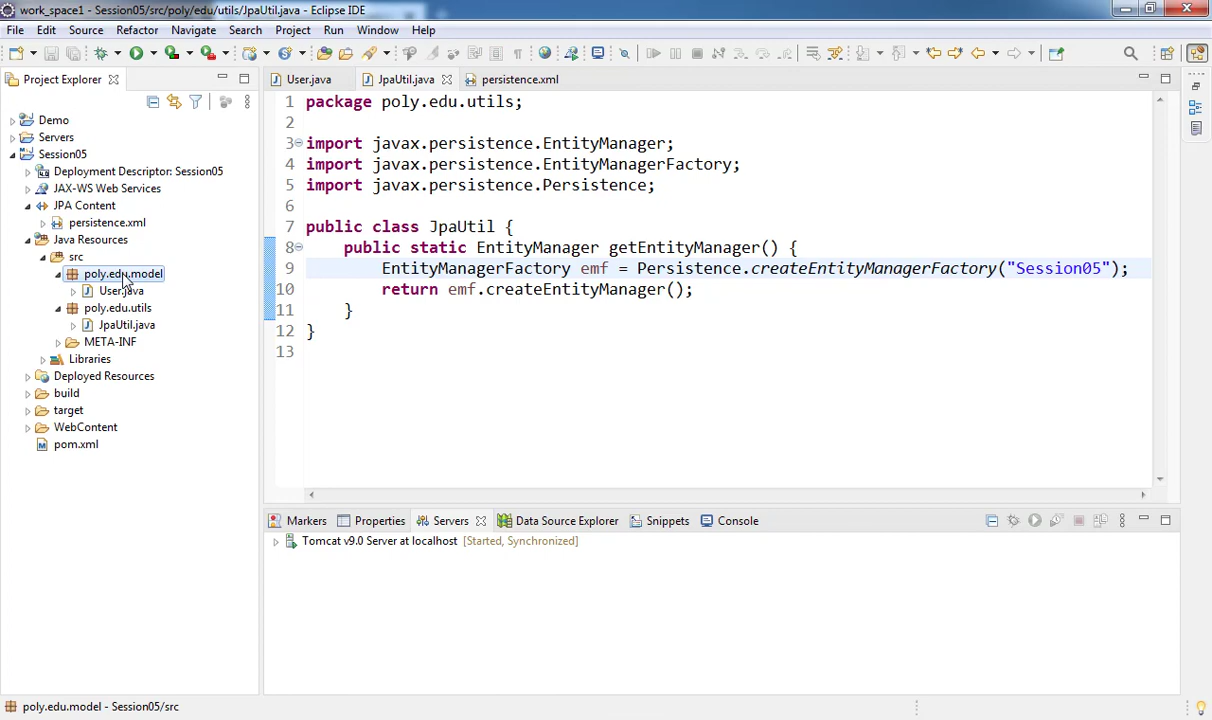 work_space1 - Session05/src/poly/edu/utils/JpaUtil.java - Eclipse IDE
File Edit Source Refactor Navigate Search Project Run Window Help
Project Explorer
Demo
Servers
Session05
Deployment Descriptor: Session05
JAX-WS Web Services
JPA Content
persistence.xml
Java Resources
src
poly.edu.model
User.java
poly.edu.utils
JpaUtil.java
META-INF
Libraries
Deployed Resources
build
target
WebContent
pom.xml
User.java JpaUtil.java persistence.xml
1 package poly.edu.utils;
2
3 import javax.persistence.EntityManager;
4 import javax.persistence.EntityManagerFactory;
5 import javax.persistence.Persistence;
6
7 public class JpaUtil {
8 public static EntityManager getEntityManager() {
9 EntityManagerFactory emf = Persistence.createEntityManagerFactory("Session05");
10 return emf.createEntityManager();
11 }
12 }
13
Markers Properties Servers Data Source Explorer Snippets Console
Tomcat v9.0 Server at localhost [Started, Synchronized]
poly.edu.model - Session05/src